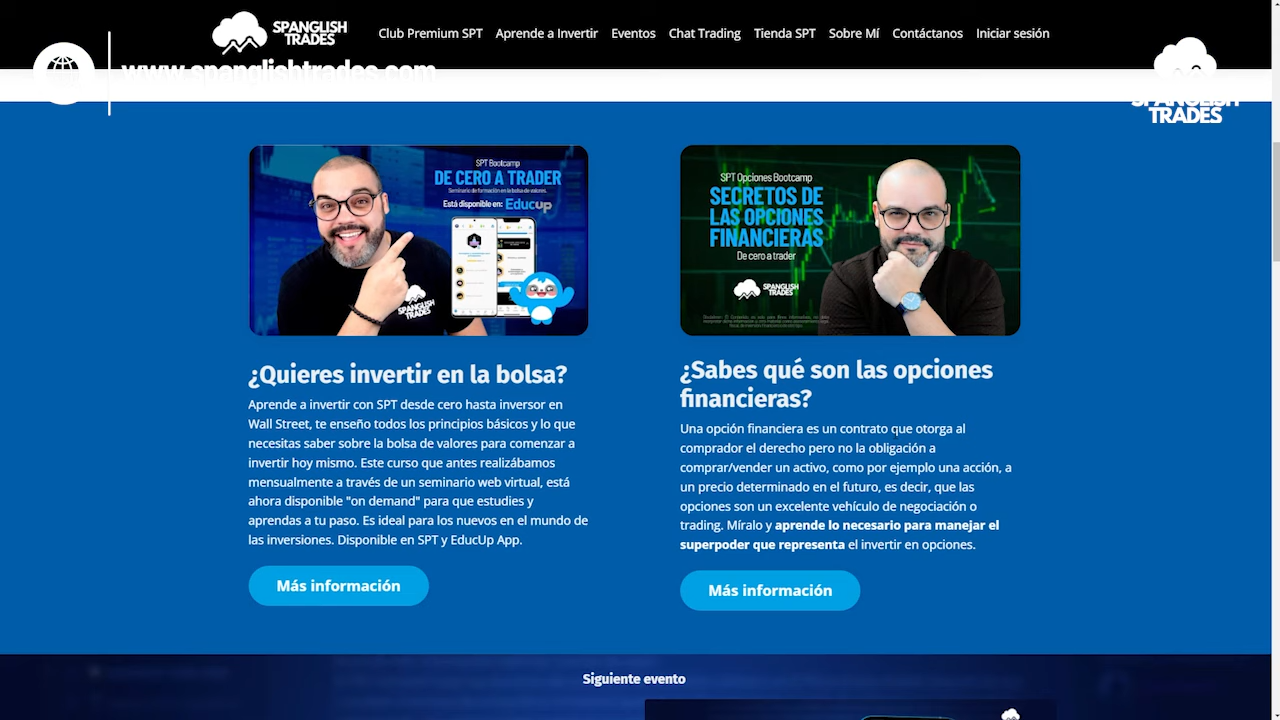 SPANGLISH
TRADES
Club Premium SPT
Aprende a Invertir
Eventos
Chat Trading
Tienda SPT
Sobre Mí
Contáctanos
Iniciar sesión
www.spanglishtrades.com
SPANGLISH
TRADES
SPT Bootcamp
DE CERO A TRADER
Seminario de formación en la bolsa de valores.
Está disponible en: Educup
SPANGLISH
TRADES
¿Quieres invertir en la bolsa?
Aprende a invertir con SPT desde cero hasta inversor en
Wall Street, te enseño todos los principios básicos y lo que
necesitas saber sobre la bolsa de valores para comenzar a
invertir hoy mismo. Este curso que antes realizábamos
mensualmente a través de un seminario web virtual, está
ahora disponible "on demand" para que estudies y
aprendas a tu paso. Es ideal para los nuevos en el mundo de
las inversiones. Disponible en SPT y EducUp App.
Más información
SPT Opciones Bootcamp
SECRETOS DE
LAS OPCIONES
FINANCIERAS
De cero a trader
SPANGLISH
TRADES
¿Sabes qué son las opciones
financieras?
Una opción financiera es un contrato que otorga al
comprador el derecho pero no la obligación a
comprar/vender un activo, como por ejemplo una acción, a
un precio determinado en el futuro, es decir, que las
opciones son un excelente vehículo de negociación o
trading. Míralo y aprende lo necesario para manejar el
superpoder que representa el invertir en opciones.
Más información
Siguiente evento